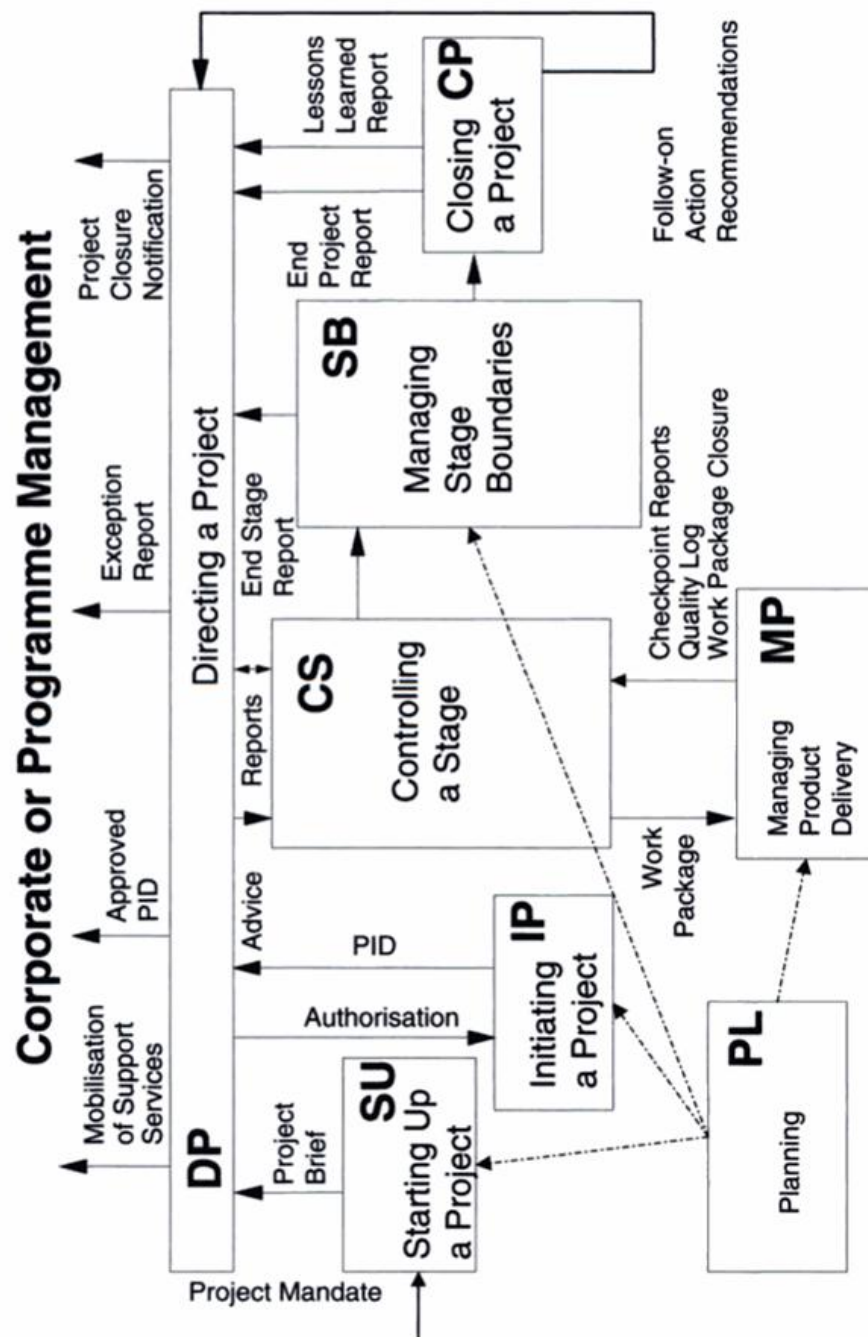 Corporate or Programme Management
Mobilisation
of Support
Services
Approved
PID
Exception
Report
Project
Closure
Notification
DP
Directing a Project
Project Mandate
Project
Brief
Authorisation
PID
Advice
Reports
End Stage
Report
End
Project
Report
Lessons
Learned
Report
SU
Starting Up
a Project
IP
Initiating
a Project
CS
Controlling
a Stage
SB
Managing
Stage
Boundaries
CP
Closing
a Project
Work
Package
Checkpoint Reports
Quality Log
Work Package Closure
Follow-on
Action
Recommendations
PL
Planning
MP
Managing
Product
Delivery